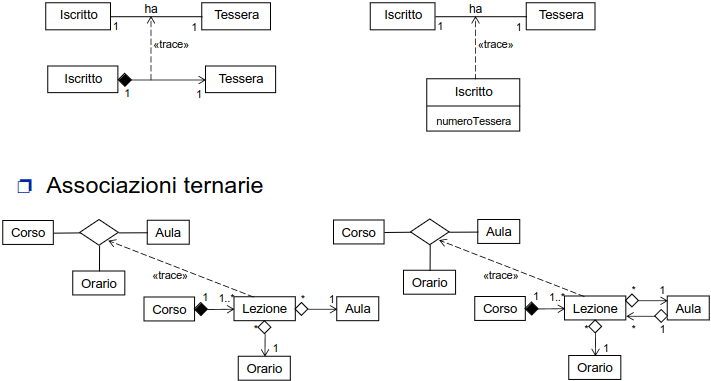 Iscritto ha Tessera
1 1
«trace»
Iscritto Tessera
1 1
Iscritto ha Tessera
1 1
«trace»
Iscritto
numeroTessera
Associazioni ternarie
Corso Aula
Orario
«trace»
Corso 1 1..* Lezione * 1 Aula
* 1
Orario
Corso Aula
Orario
«trace»
Corso 1 1..* Lezione * 1 Aula
* 1
* 1
Orario